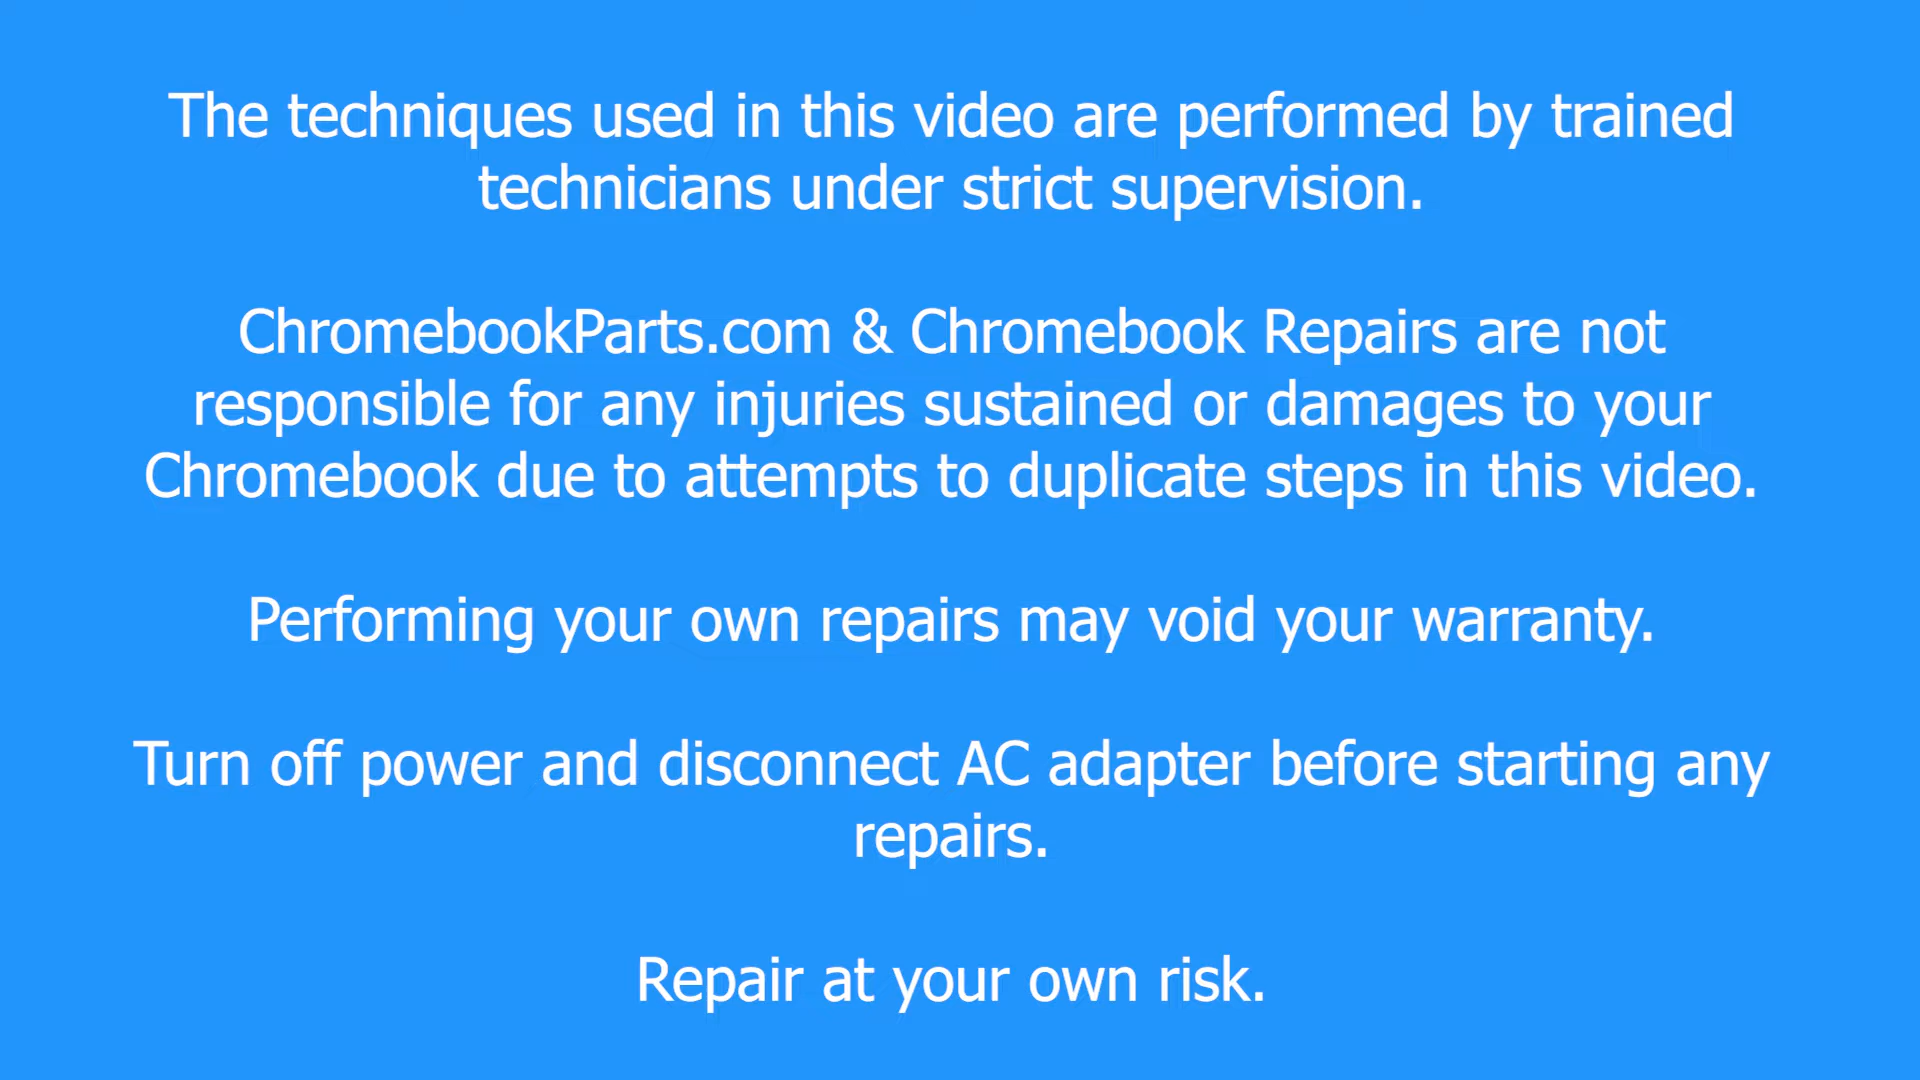 The techniques used in this video are performed by trained
technicians under strict supervision.
ChromebookParts.com & Chromebook Repairs are not
responsible for any injuries sustained or damages to your
Chromebook due to attempts to duplicate steps in this video.
Performing your own repairs may void your warranty.
Turn off power and disconnect AC adapter before starting any
repairs.
Repair at your own risk.